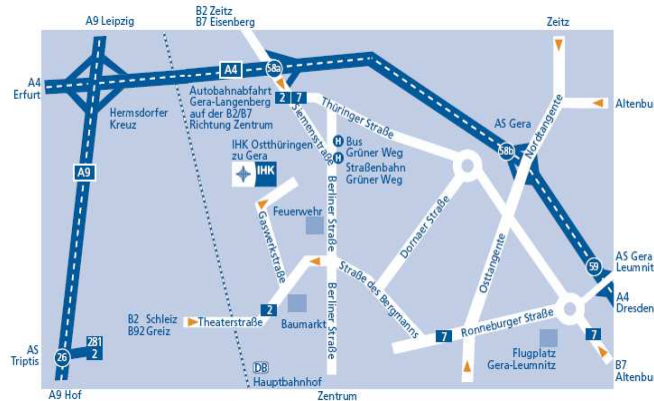 A9 Leipzig
B2 Zeitz
B7 Eisenberg
Zeitz
A4
Erfurt
A4
58a
Hermsdorfer
Kreuz
Autobahnabfahrt
Gera-Langenberg
auf der B2/B7
Richtung Zentrum
2 7
Siemensstraße
Thüringer Straße
AS Gera
58b
Nordtangente
Altenbu
A9
IHK Ostthüringen
zu Gera
IHK
H Bus
Grüner Weg
H Straßenbahn
Grüner Weg
Berliner Straße
Feuerwehr
Gaswerkstraße
Dornaer Straße
Osttangente
59
AS Gera
Leumnit
A4
Dresden
Straße des Bergmanns
B2 Schleiz
B92 Greiz
Theaterstraße
2
Baumarkt
Berliner Straße
7
Ronneburger Straße
7
AS
Triptis
26
281
2
DB
Hauptbahnhof
Flugplatz
Gera-Leumnitz
B7
Altenbu
A9 Hof
Zentrum